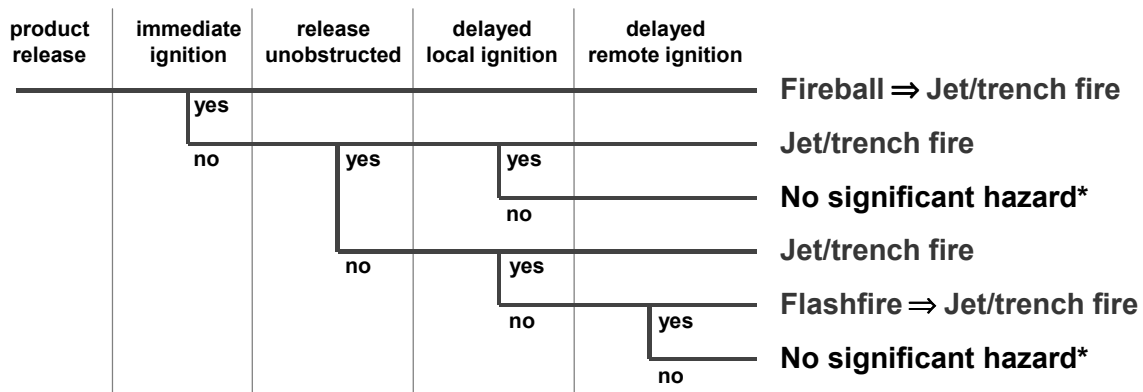 product release
immediate ignition
release unobstructed
delayed local ignition
delayed remote ignition
Fireball ⇒ Jet/trench fire
yes
Jet/trench fire
no yes yes
No significant hazard*
no
Jet/trench fire
no yes
Flashfire ⇒ Jet/trench fire
no yes
No significant hazard*
no